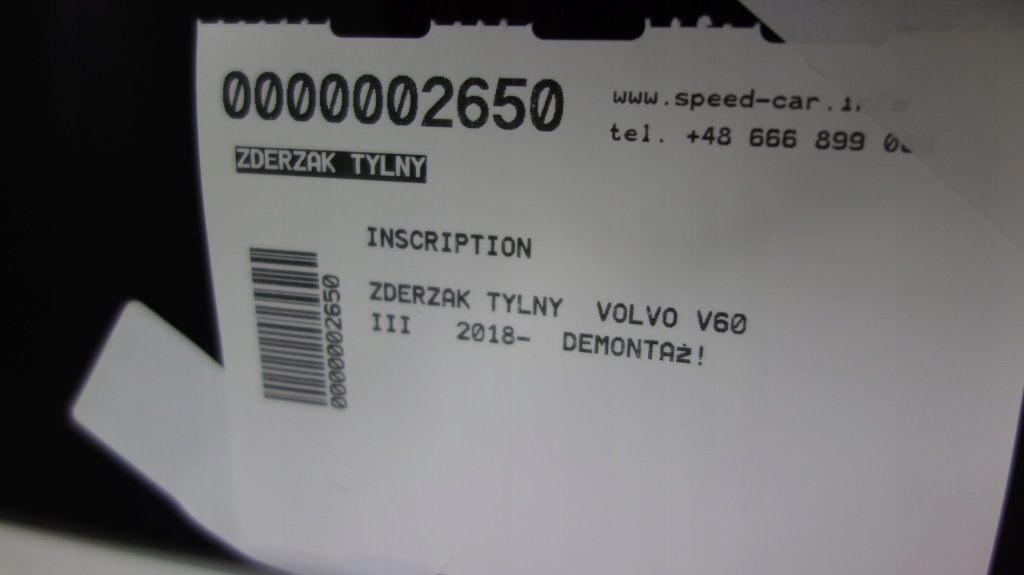 0000002650
www.speed-car.info
tel. +48 666 899
ZDERZAK TYLNY
INSCRIPTION
0000002650
ZDERZAK TYLNY VOLVO V60
III 2018- DEMONTAż!